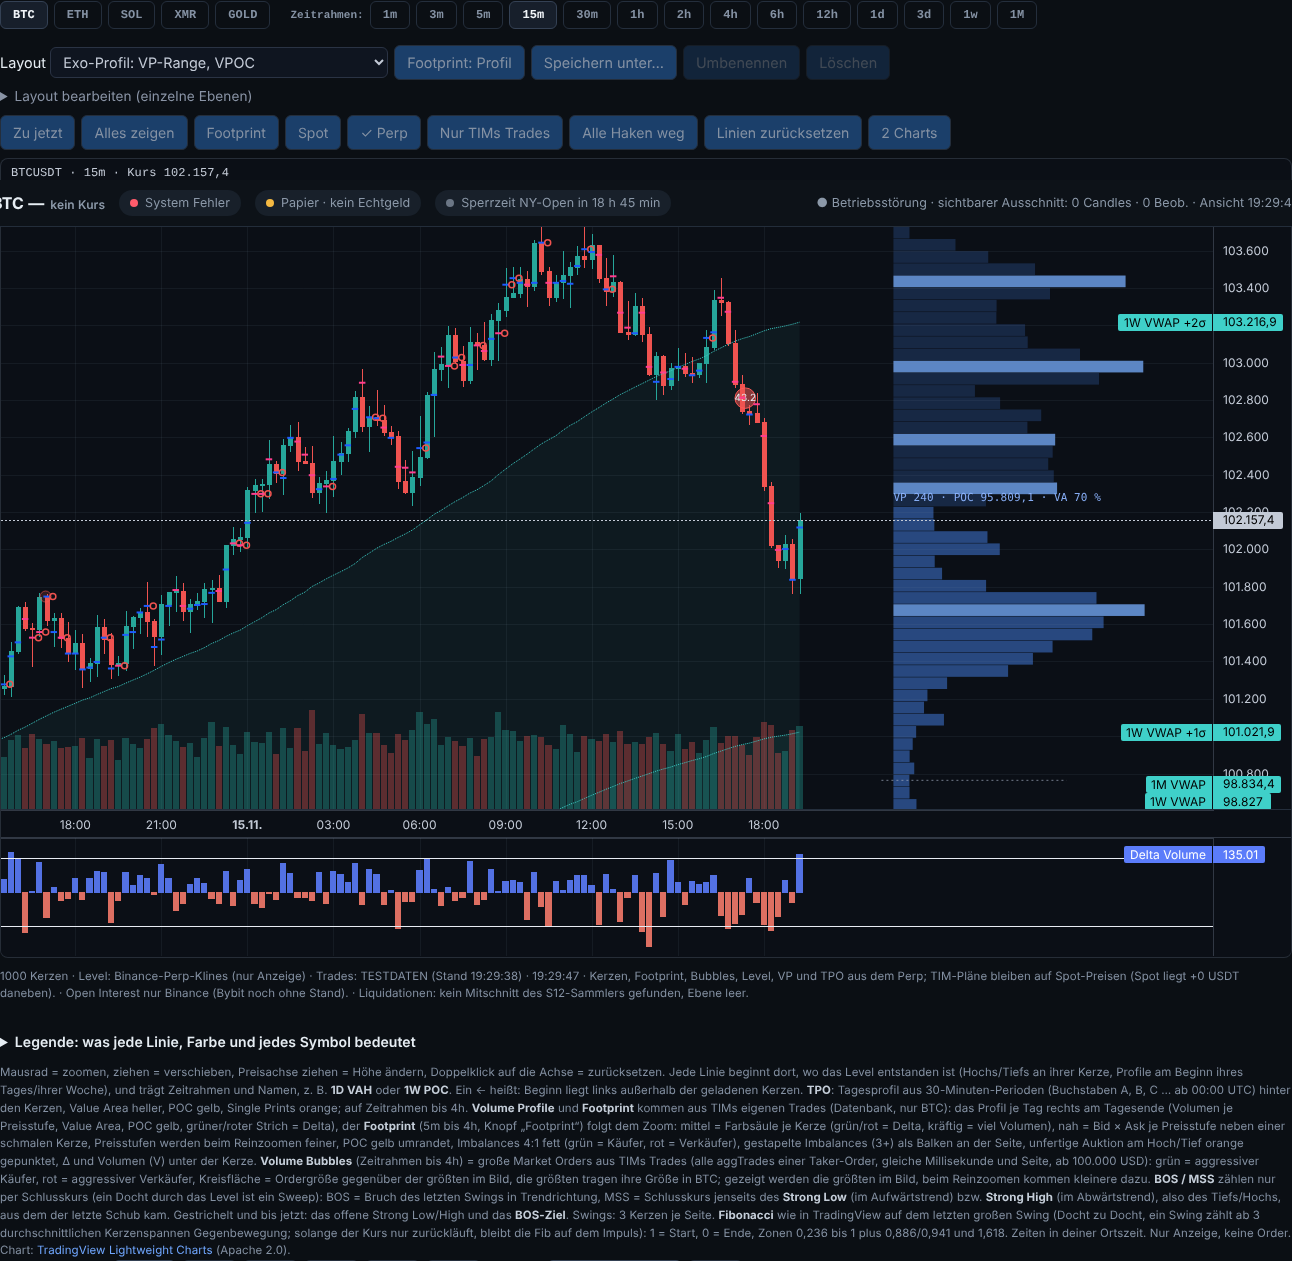 BTC ETH SOL XMR GOLD Zeitrahmen: 1m 3m 5m 15m 30m 1h 2h 4h 6h 12h 1d 3d 1w 1M
Layout Exo-Profil: VP-Range, VPOC Footprint: Profil Speichern unter... Umbenennen Löschen
▶ Layout bearbeiten (einzelne Ebenen)
Zu jetzt Alles zeigen Footprint Spot ✓ Perp Nur TIMs Trades Alle Haken weg Linien zurücksetzen 2 Charts
BTCUSDT · 15m · Kurs 102.157,4
BTC — kein Kurs System Fehler Papier · kein Echtgeld Sperrzeit NY-Open in 18 h 45 min Betriebsstörung · sichtbarer Ausschnitt: 0 Candles · 0 Beob. · Ansicht 19:29:4
103.600
103.400
1W VWAP +2σ 103.216,9
103.000
43.2
102.800
102.600
102.400
VP 240 · POC 95.809,1 · VA 70 %
102.200
102.157,4
102.000
101.800
101.600
101.400
101.200
1W VWAP +1σ 101.021,9
100.800
1M VWAP 98.834,4
1W VWAP 98.827
18:00 21:00 15.11. 03:00 06:00 09:00 12:00 15:00 18:00
Delta Volume 135.01
1000 Kerzen · Level: Binance-Perp-Klines (nur Anzeige) · Trades: TESTDATEN (Stand 19:29:38) · 19:29:47 · Kerzen, Footprint, Bubbles, Level, VP und TPO aus dem Perp; TIM-Pläne bleiben auf Spot-Preisen (Spot liegt +0 USDT
daneben). · Open Interest nur Binance (Bybit noch ohne Stand). · Liquidationen: kein Mitschnitt des S12-Sammlers gefunden, Ebene leer.
▶ Legende: was jede Linie, Farbe und jedes Symbol bedeutet
Mausrad = zoomen, ziehen = verschieben, Preisachse ziehen = Höhe ändern, Doppelklick auf die Achse = zurücksetzen. Jede Linie beginnt dort, wo das Level entstanden ist (Hochs/Tiefs an ihrer Kerze, Profile am Beginn ihres
Tages/ihrer Woche), und trägt Zeitrahmen und Namen, z. B. 1D VAH oder 1W POC. Ein ← heißt: Beginn liegt links außerhalb der geladenen Kerzen. TPO: Tagesprofil aus 30-Minuten-Perioden (Buchstaben A, B, C ... ab 00:00 UTC) hinter
den Kerzen, Value Area heller, POC gelb, Single Prints orange; auf Zeitrahmen bis 4h. Volume Profile und Footprint kommen aus TIMs eigenen Trades (Datenbank, nur BTC): das Profil je Tag rechts am Tagesende (Volumen je
Preisstufe, Value Area, POC gelb, grüner/roter Strich = Delta), der Footprint (5m bis 4h, Knopf „Footprint“) folgt dem Zoom: mittel = Farbsäule je Kerze (grün/rot = Delta, kräftig = viel Volumen), nah = Bid × Ask je Preisstufe neben einer
schmalen Kerze, Preisstufen werden beim Reinzoomen feiner, POC gelb umrandet, Imbalances 4:1 fett (grün = Käufer, rot = Verkäufer), gestapelte Imbalances (3+) als Balken an der Seite, unfertige Auktion am Hoch/Tief orange
gepunktet, Δ und Volumen (V) unter der Kerze. Volume Bubbles (Zeitrahmen bis 4h) = große Market Orders aus TIMs Trades (alle aggTrades einer Taker-Order, gleiche Millisekunde und Seite, ab 100.000 USD): grün = aggressiver
Käufer, rot = aggressiver Verkäufer, Kreisfläche = Ordergröße gegenüber der größten im Bild, die größten tragen ihre Größe in BTC; gezeigt werden die größten im Bild, beim Reinzoomen kommen kleinere dazu. BOS / MSS zählen nur
per Schlusskurs (ein Docht durch das Level ist ein Sweep): BOS = Bruch des letzten Swings in Trendrichtung, MSS = Schlusskurs jenseits des Strong Low (im Aufwärtstrend) bzw. Strong High (im Abwärtstrend), also des Tiefs/Hochs,
aus dem der letzte Schub kam. Gestrichelt und bis jetzt: das offene Strong Low/High und das BOS-Ziel. Swings: 3 Kerzen je Seite. Fibonacci wie in TradingView auf dem letzten großen Swing (Docht zu Docht, ein Swing zählt ab 3
durchschnittlichen Kerzenspannen Gegenbewegung; solange der Kurs nur zurückläuft, bleibt die Fib auf dem Impuls): 1 = Start, 0 = Ende, Zonen 0,236 bis 1 plus 0,886/0,941 und 1,618. Zeiten in deiner Ortszeit. Nur Anzeige, keine Order.
Chart: TradingView Lightweight Charts (Apache 2.0).